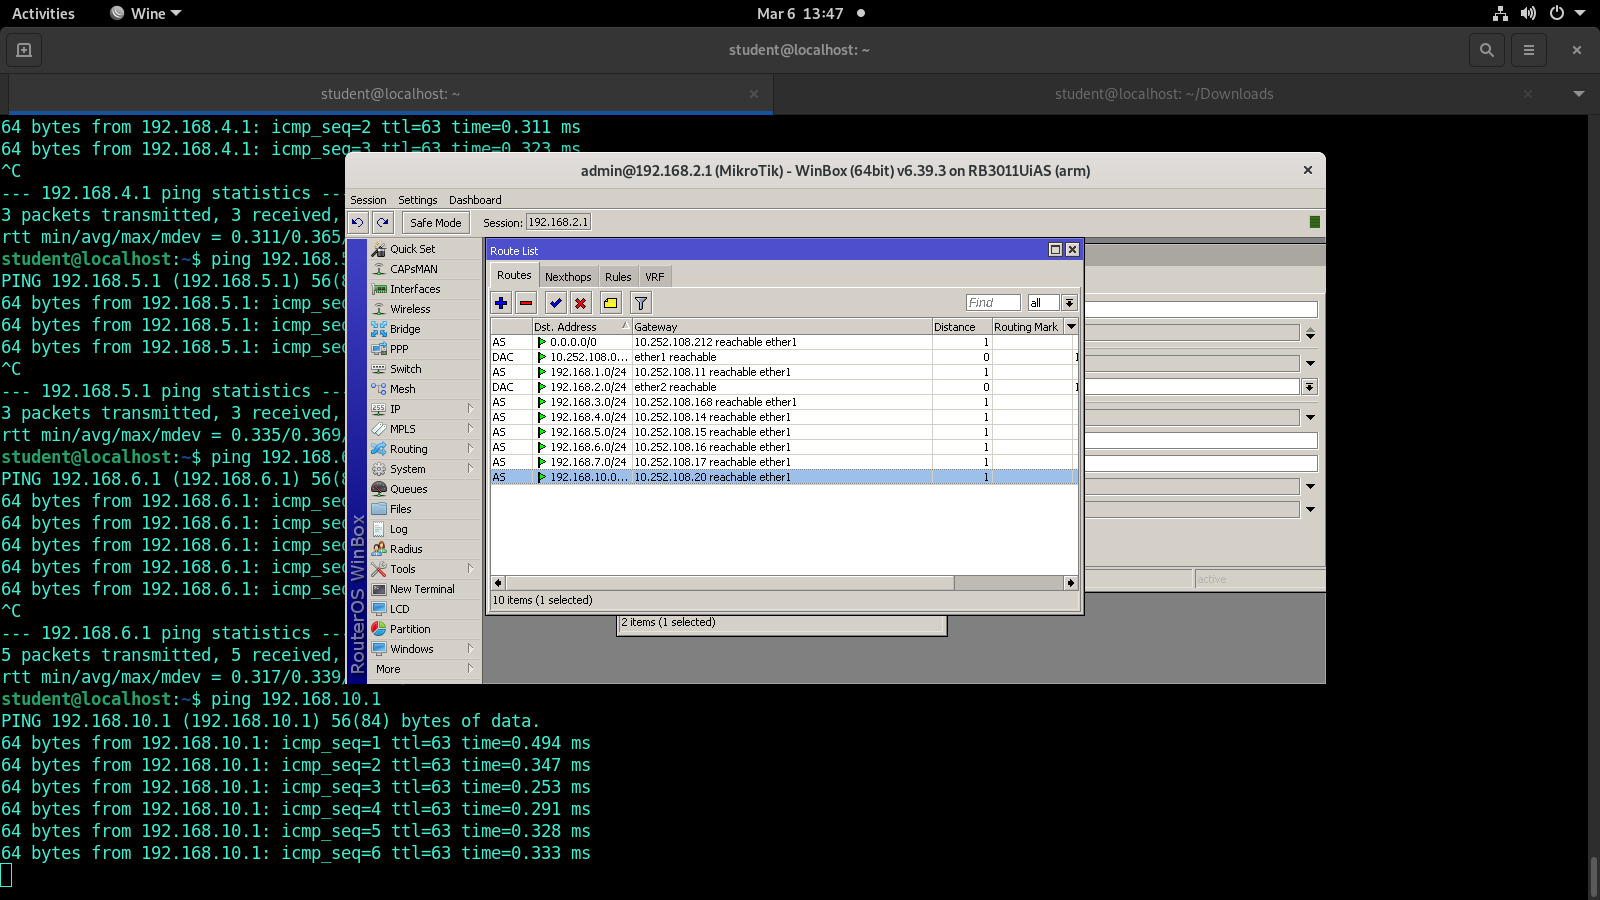 Activities
Wine
Mar 6 13:47
student@localhost: ~
student@localhost: ~
student@localhost: ~/Downloads
64 bytes from 192.168.4.1: icmp_seq=2 ttl=63 time=0.311 ms
64 bytes from 192.168.4.1: icmp_seq=3 ttl=63 time=0.323 ms
^C
--- 192.168.4.1 ping statistics ---
3 packets transmitted, 3 received,
rtt min/avg/max/mdev = 0.311/0.365/
student@localhost:~$ ping 192.168.5
PING 192.168.5.1 (192.168.5.1) 56(8
64 bytes from 192.168.5.1: icmp_seq
64 bytes from 192.168.5.1: icmp_seq
64 bytes from 192.168.5.1: icmp_seq
^C
--- 192.168.5.1 ping statistics ---
3 packets transmitted, 3 received,
rtt min/avg/max/mdev = 0.335/0.369/
student@localhost:~$ ping 192.168.6
PING 192.168.6.1 (192.168.6.1) 56(8
64 bytes from 192.168.6.1: icmp_seq
64 bytes from 192.168.6.1: icmp_seq
64 bytes from 192.168.6.1: icmp_seq
64 bytes from 192.168.6.1: icmp_seq
64 bytes from 192.168.6.1: icmp_seq
^C
--- 192.168.6.1 ping statistics ---
5 packets transmitted, 5 received,
rtt min/avg/max/mdev = 0.317/0.339/
student@localhost:~$ ping 192.168.10.1
PING 192.168.10.1 (192.168.10.1) 56(84) bytes of data.
64 bytes from 192.168.10.1: icmp_seq=1 ttl=63 time=0.494 ms
64 bytes from 192.168.10.1: icmp_seq=2 ttl=63 time=0.347 ms
64 bytes from 192.168.10.1: icmp_seq=3 ttl=63 time=0.253 ms
64 bytes from 192.168.10.1: icmp_seq=4 ttl=63 time=0.291 ms
64 bytes from 192.168.10.1: icmp_seq=5 ttl=63 time=0.328 ms
64 bytes from 192.168.10.1: icmp_seq=6 ttl=63 time=0.333 ms
admin@192.168.2.1 (MikroTik) - WinBox (64bit) v6.39.3 on RB3011UiAS (arm)
Session Settings Dashboard
Safe Mode Session: 192.168.2.1
RouterOS WinBox
Quick Set
CAPsMAN
Interfaces
Wireless
Bridge
PPP
Switch
Mesh
IP
MPLS
Routing
System
Queues
Files
Log
Radius
Tools
New Terminal
LCD
Partition
Windows
More
Route List
Routes Nexthops Rules VRF
Find all
Dst. Address Gateway Distance Routing Mark
AS 0.0.0.0/0 10.252.108.212 reachable ether1 1
DAC 10.252.108.0... ether1 reachable 0 1
AS 192.168.1.0/24 10.252.108.11 reachable ether1 1
DAC 192.168.2.0/24 ether2 reachable 0 1
AS 192.168.3.0/24 10.252.108.168 reachable ether1 1
AS 192.168.4.0/24 10.252.108.14 reachable ether1 1
AS 192.168.5.0/24 10.252.108.15 reachable ether1 1
AS 192.168.6.0/24 10.252.108.16 reachable ether1 1
AS 192.168.7.0/24 10.252.108.17 reachable ether1 1
AS 192.168.10.0... 10.252.108.20 reachable ether1 1
10 items (1 selected)
2 items (1 selected)
active